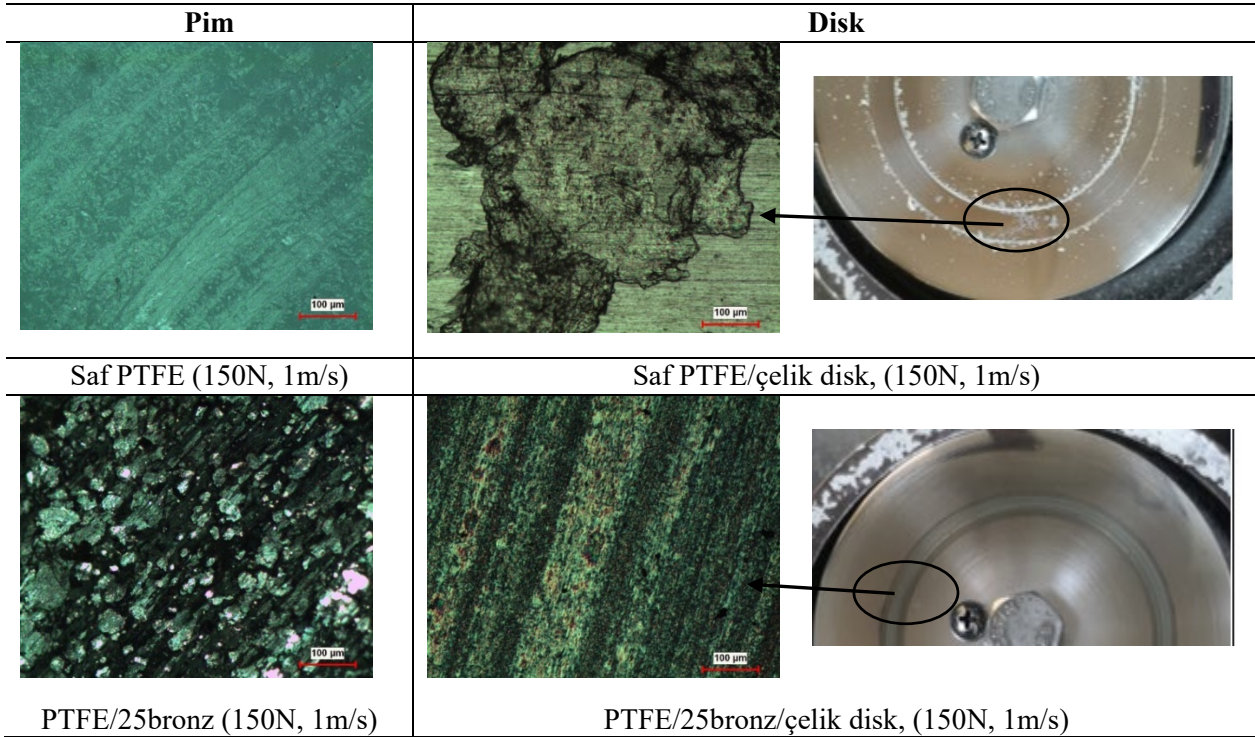 Pim
Disk
100 µm
100 µm
Saf PTFE (150N, 1m/s)
Saf PTFE/çelik disk, (150N, 1m/s)
100 µm
100 µm
PTFE/25bronz (150N, 1m/s)
PTFE/25bronz/çelik disk, (150N, 1m/s)